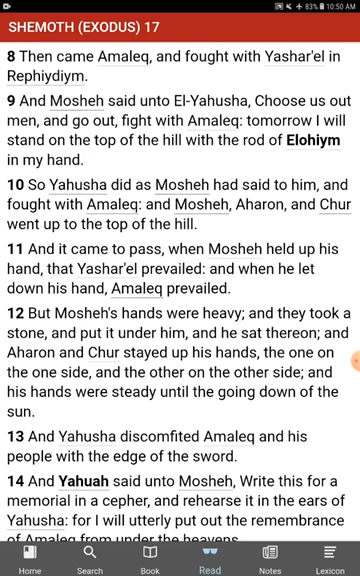 83% 10:50 AM
SHEMOTH (EXODUS) 17
8 Then came Amaleq, and fought with Yashar'el in
Rephiydiym.
9 And Mosheh said unto El-Yahusha, Choose us out
men, and go out, fight with Amaleq: tomorrow I will
stand on the top of the hill with the rod of Elohiym
in my hand.
10 So Yahusha did as Mosheh had said to him, and
fought with Amaleq: and Mosheh, Aharon, and Chur
went up to the top of the hill.
11 And it came to pass, when Mosheh held up his
hand, that Yashar'el prevailed: and when he let
down his hand, Amaleq prevailed.
12 But Mosheh's hands were heavy; and they took a
stone, and put it under him, and he sat thereon; and
Aharon and Chur stayed up his hands, the one on
the one side, and the other on the other side; and
his hands were steady until the going down of the
sun.
13 And Yahusha discomfited Amaleq and his
people with the edge of the sword.
14 And Yahuah said unto Mosheh, Write this for a
memorial in a cepher, and rehearse it in the ears of
Yahusha: for I will utterly put out the remembrance
of Amaleq from under the heavens
Home Search Book Read Notes Lexicon